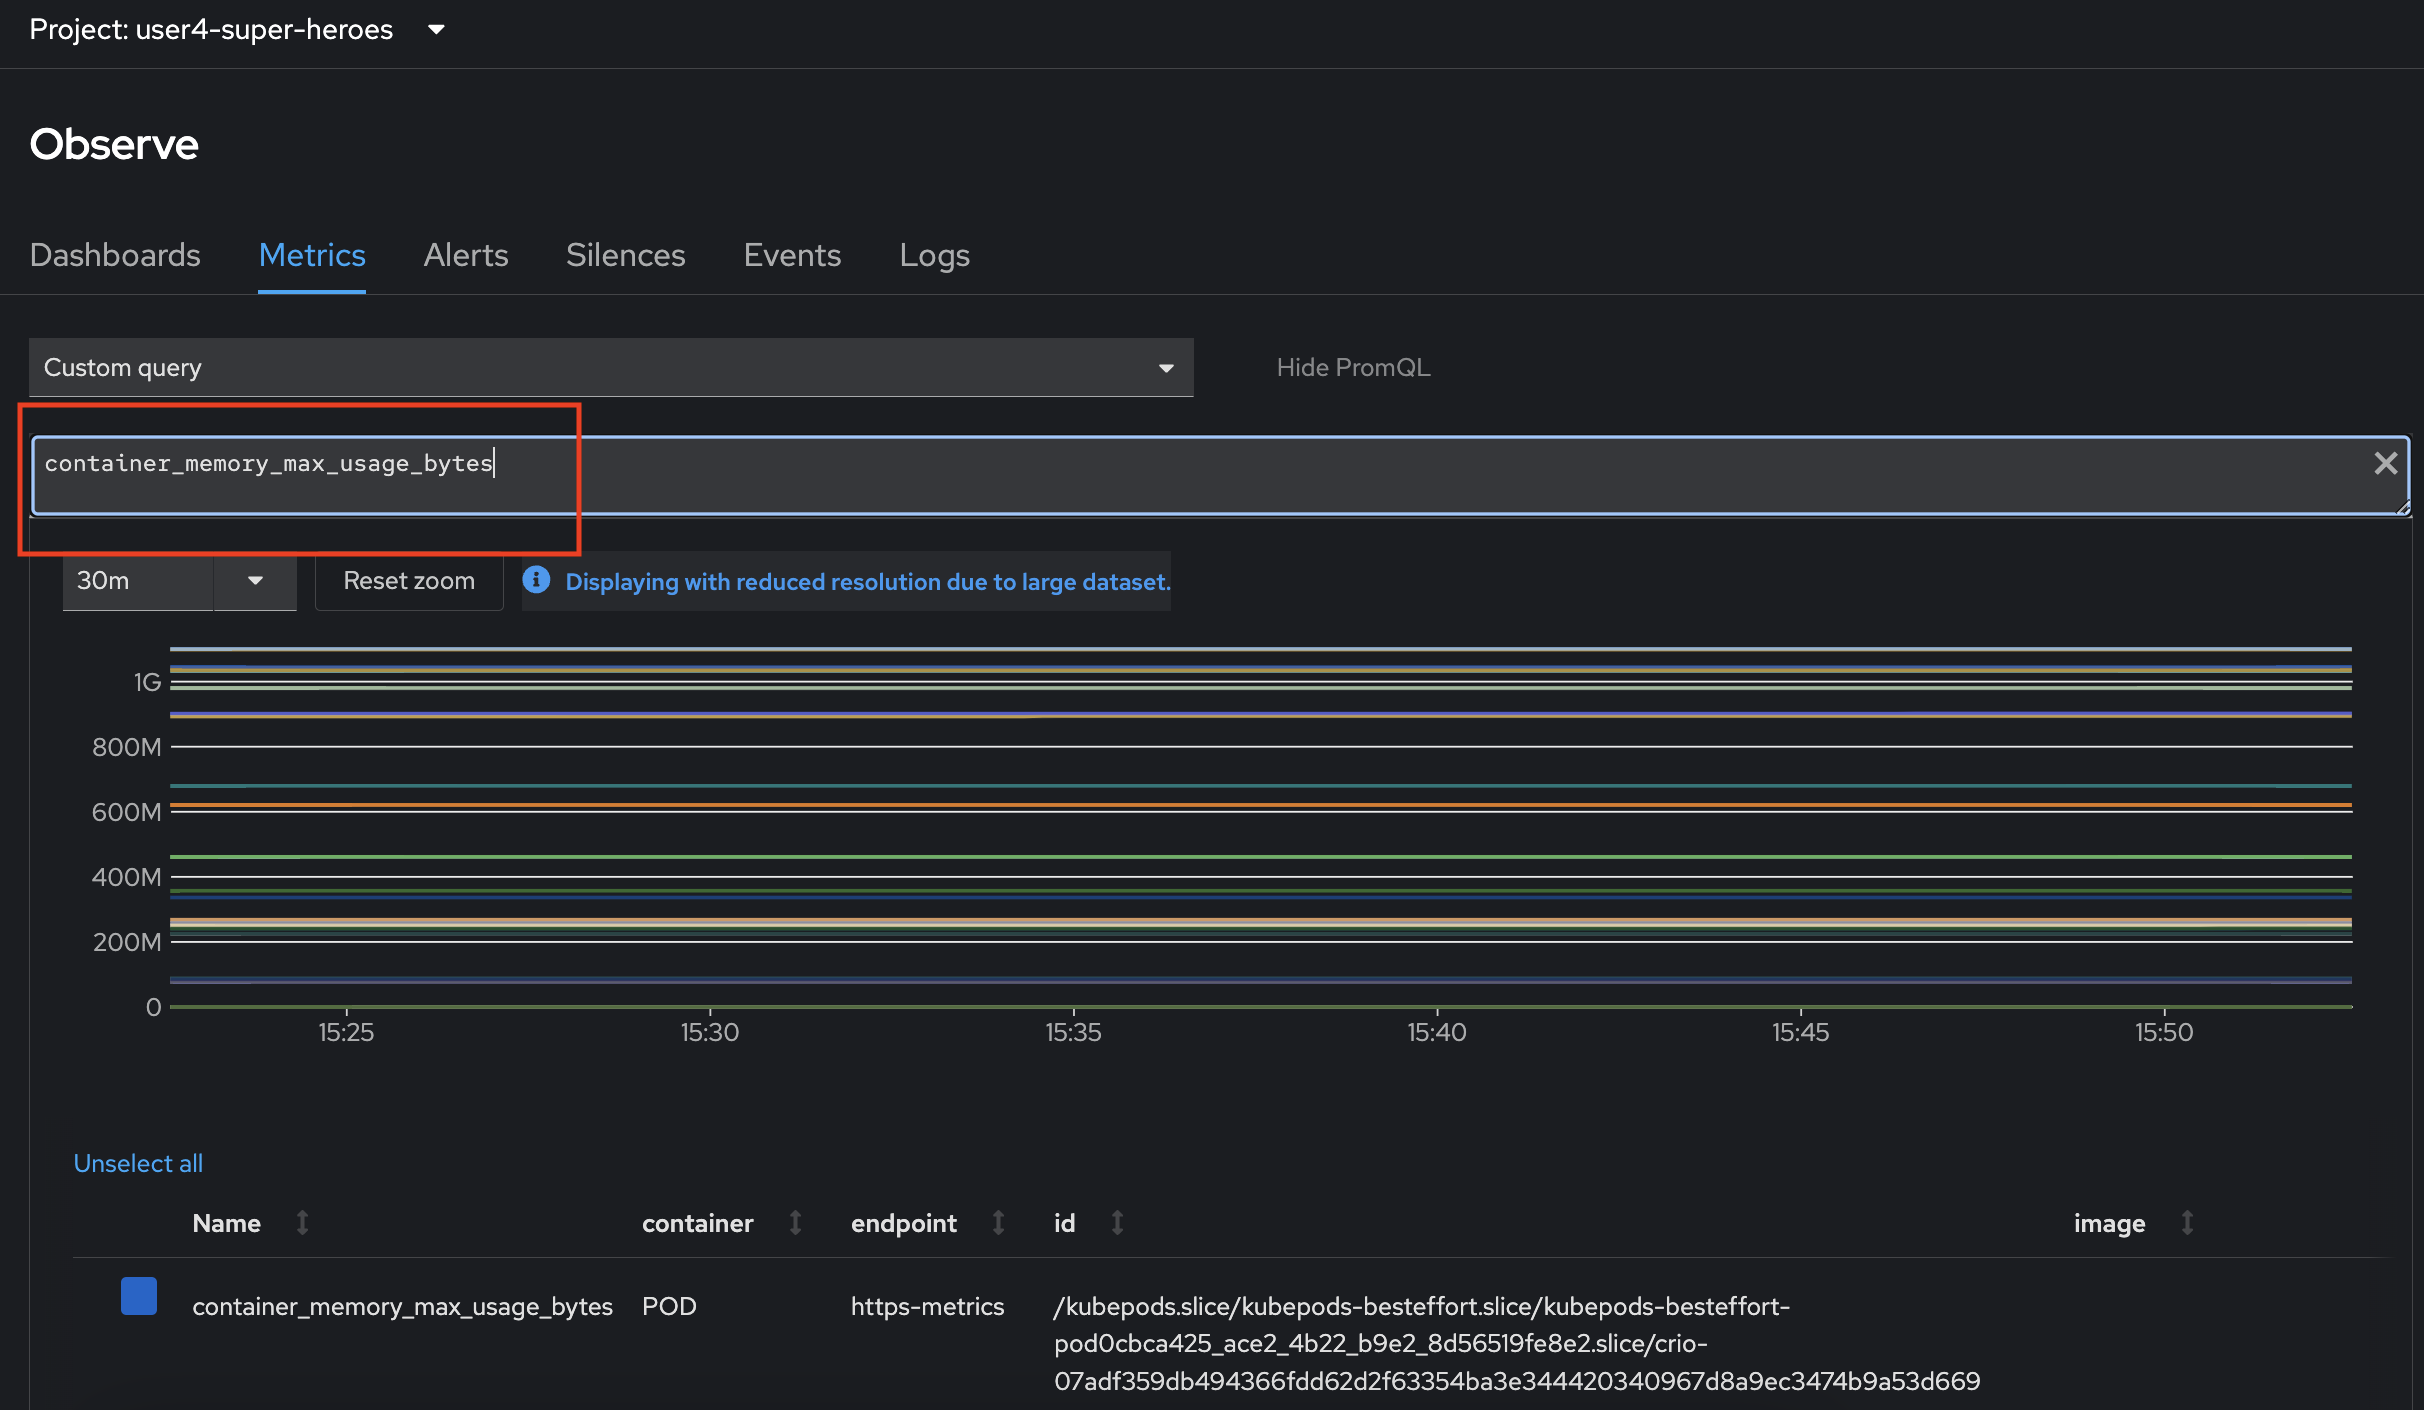 Project: user4-super-heroes
Observe
Dashboards Metrics Alerts Silences Events Logs
Custom query Hide PromQL
container_memory_max_usage_bytes
30m Reset zoom Displaying with reduced resolution due to large dataset.
1G
800M
600M
400M
200M
0
15:25 15:30 15:35 15:40 15:45 15:50
Unselect all
Name container endpoint id image
container_memory_max_usage_bytes POD https-metrics /kubepods.slice/kubepods-besteffort.slice/kubepods-besteffort-
pod0cbca425_ace2_4b22_b9e2_8d56519fe8e2.slice/crio-
07adf359db494366fdd62d2f63354ba3e344420340967d8a9ec3474b9a53d669